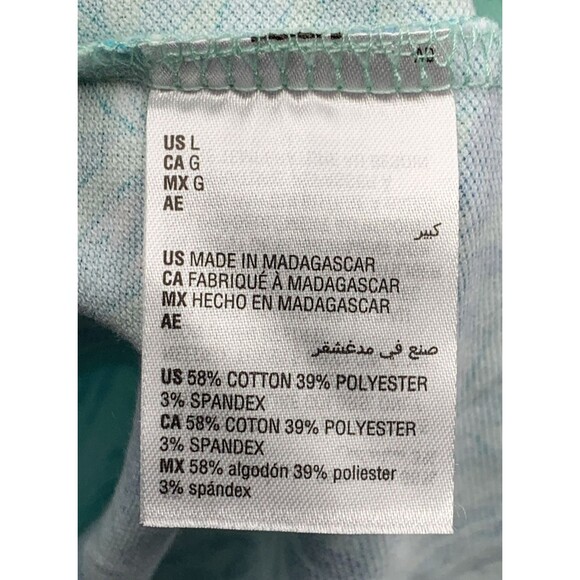 US L
CA G
MX G
AE
كبير
US MADE IN MADAGASCAR
CA FABRIQUÉ À MADAGASCAR
MX HECHO EN MADAGASCAR
AE
صنع في مدغشقر
US 58% COTTON 39% POLYESTER
3% SPANDEX
CA 58% COTON 39% POLYESTER
3% SPANDEX
MX 58% algodón 39% poliester
3% spándex